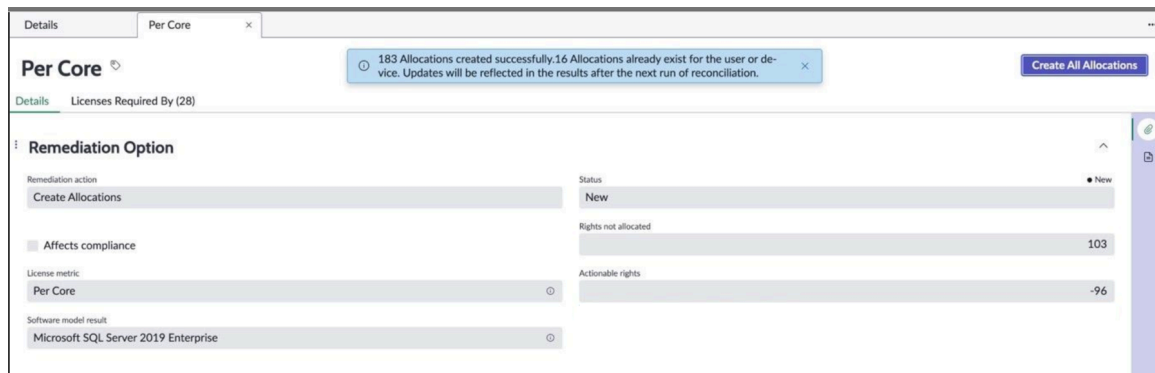 Details
Per Core ×
Per Core
183 Allocations created successfully.16 Allocations already exist for the user or de-
vice. Updates will be reflected in the results after the next run of reconciliation.
×
Create All Allocations
Details
Licenses Required By (28)
Remediation Option
Remediation action
Create Allocations
Status
New
New
Affects compliance
Rights not allocated
103
License metric
Per Core
Actionable rights
-96
Software model result
Microsoft SQL Server 2019 Enterprise